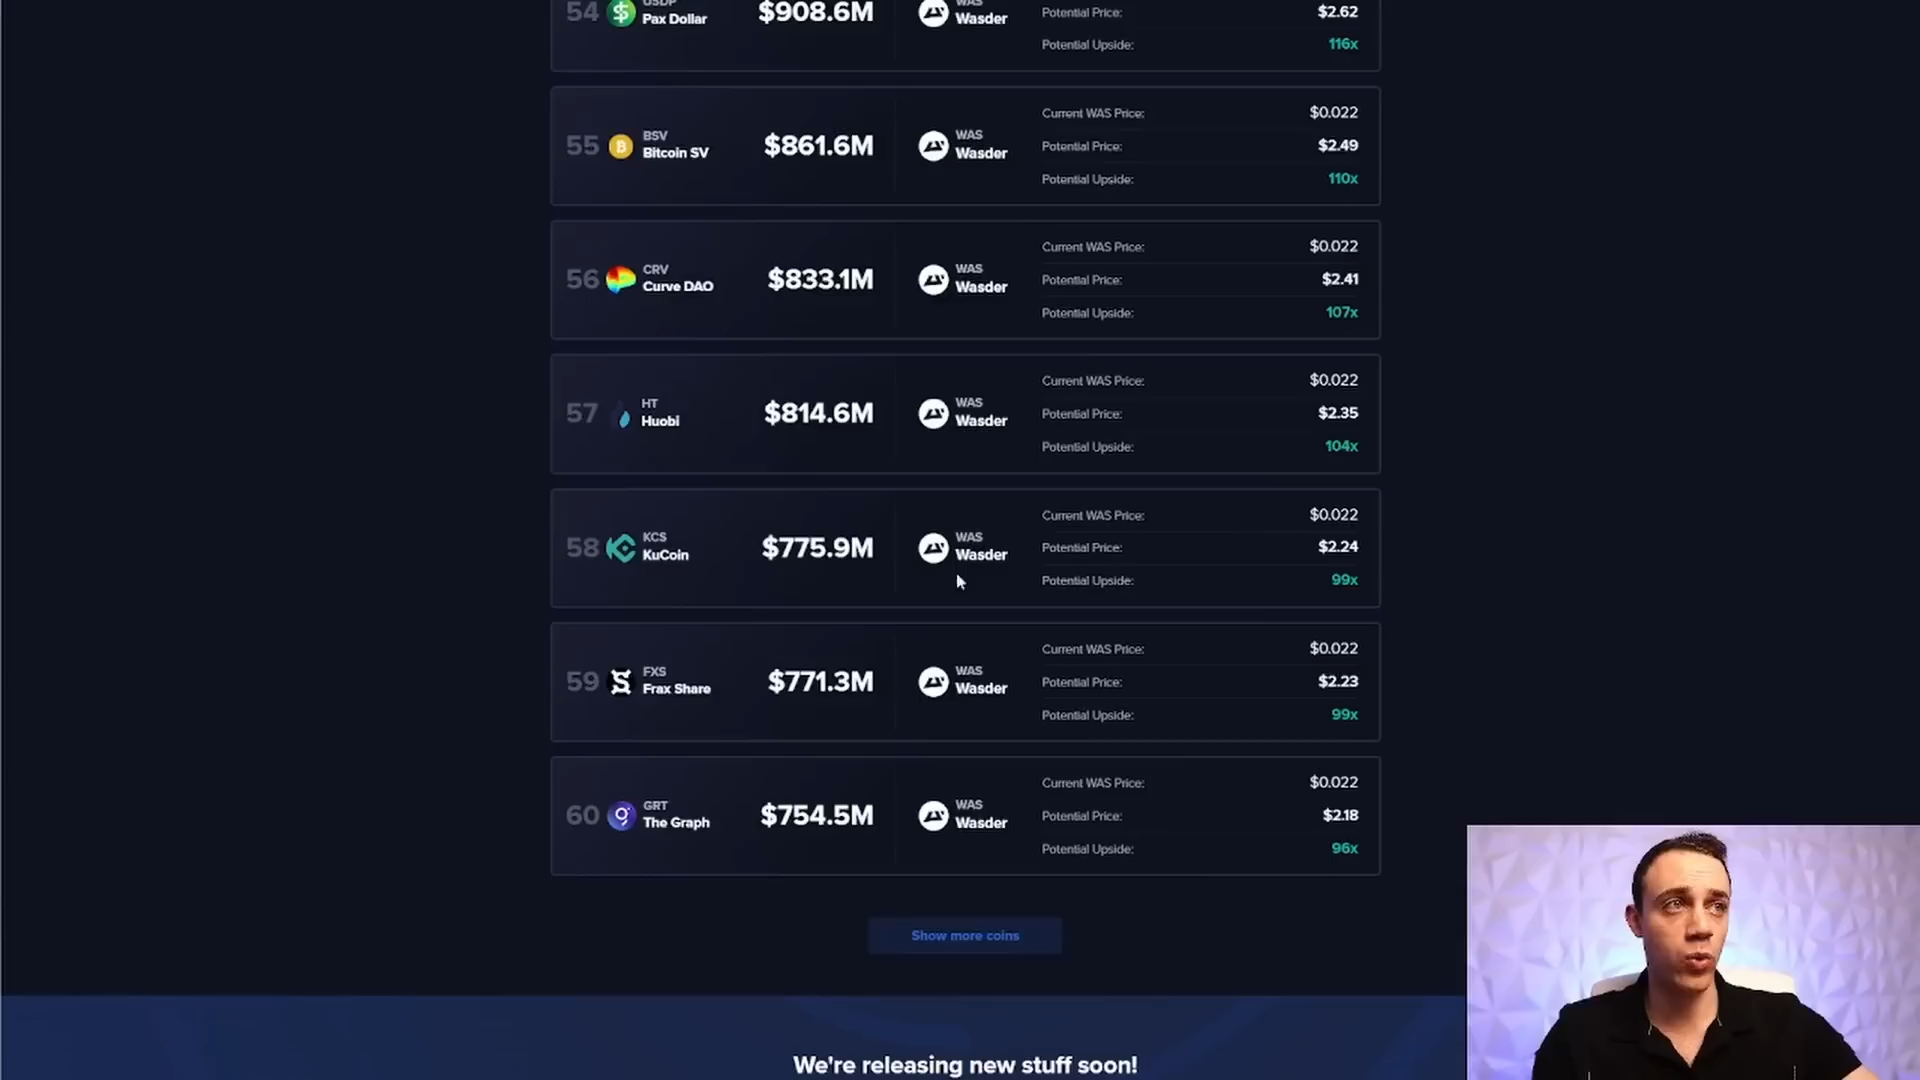 54 USDP Pax Dollar $908.6M WAS Wasder Potential Price: $2.62
Potential Upside: 116x
55 BSV Bitcoin SV $861.6M WAS Wasder Current WAS Price: $0.022
Potential Price: $2.49
Potential Upside: 110x
56 CRV Curve DAO $833.1M WAS Wasder Current WAS Price: $0.022
Potential Price: $2.41
Potential Upside: 107x
57 HT Huobi $814.6M WAS Wasder Current WAS Price: $0.022
Potential Price: $2.35
Potential Upside: 104x
58 KCS KuCoin $775.9M WAS Wasder Current WAS Price: $0.022
Potential Price: $2.24
Potential Upside: 99x
59 FXS Frax Share $771.3M WAS Wasder Current WAS Price: $0.022
Potential Price: $2.23
Potential Upside: 99x
60 GRT The Graph $754.5M WAS Wasder Current WAS Price: $0.022
Potential Price: $2.18
Potential Upside: 96x
Show more coins
We're releasing new stuff soon!